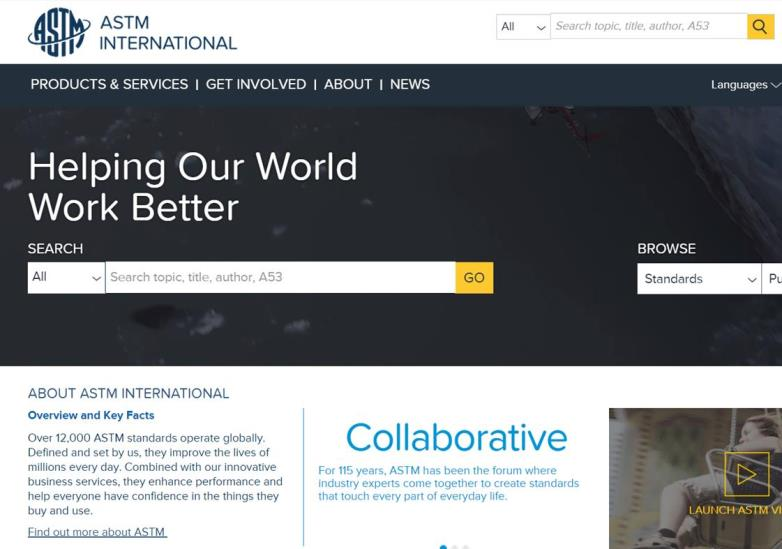 ASTM
ASTM
INTERNATIONAL
All
Search topic, title, author, A53
PRODUCTS & SERVICES | GET INVOLVED | ABOUT | NEWS
Languages
Helping Our World
Work Better
SEARCH
All
Search topic, title, author, A53
GO
BROWSE
Standards
Pu
ABOUT ASTM INTERNATIONAL
Overview and Key Facts
Over 12,000 ASTM standards operate globally.
Defined and set by us, they improve the lives of
millions every day. Combined with our innovative
business services, they enhance performance and
help everyone have confidence in the things they
buy and use.
Find out more about ASTM
Collaborative
For 115 years, ASTM has been the forum where
industry experts come together to create standards
that touch every part of everyday life.
LAUNCH ASTM VI